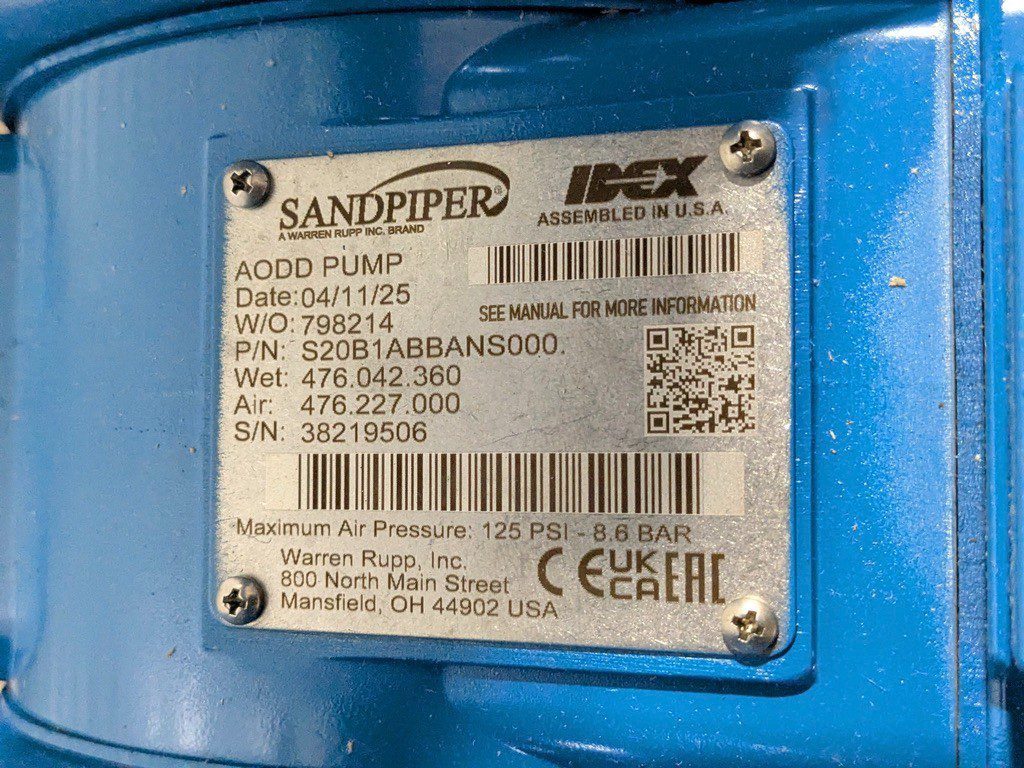 SANDPIPER®
A WARREN RUPP INC. BRAND
IDEX
ASSEMBLED IN U.S.A.
AODD PUMP
Date: 04/11/25
W/O: 798214
P/N: S20B1ABBANS000.
Wet: 476.042.360
Air: 476.227.000
S/N: 38219506
SEE MANUAL FOR MORE INFORMATION
Maximum Air Pressure: 125 PSI - 8.6 BAR
Warren Rupp, Inc.
800 North Main Street
Mansfield, OH 44902 USA
CE UK CA EAC